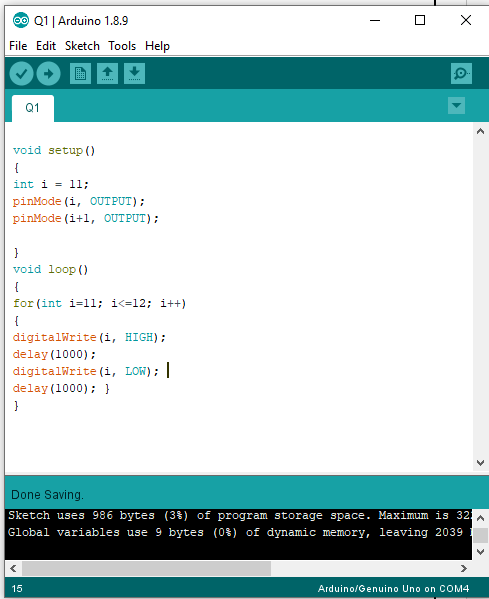 Q1 | Arduino 1.8.9
File Edit Sketch Tools Help
Q1
void setup()
{
int i = 11;
pinMode(i, OUTPUT);
pinMode(i+1, OUTPUT);
}
void loop()
{
for(int i=11; i<=12; i++)
{
digitalWrite(i, HIGH);
delay(1000);
digitalWrite(i, LOW);
delay(1000); }
}
Done Saving.
Sketch uses 986 bytes (3%) of program storage space. Maximum is 32
Global variables use 9 bytes (0%) of dynamic memory, leaving 2039
15 Arduino/Genuino Uno on COM4